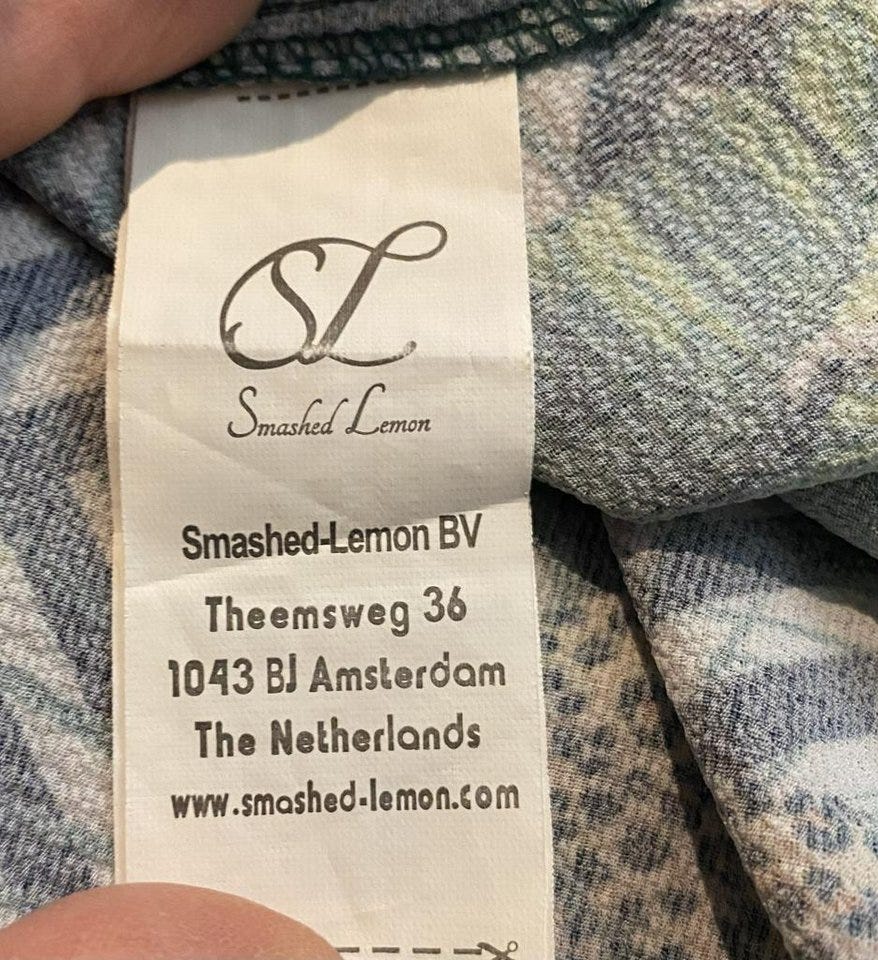 SL
Smashed Lemon
Smashed-Lemon BV
Theemsweg 36
1043 BJ Amsterdam
The Netherlands
www.smashed-lemon.com